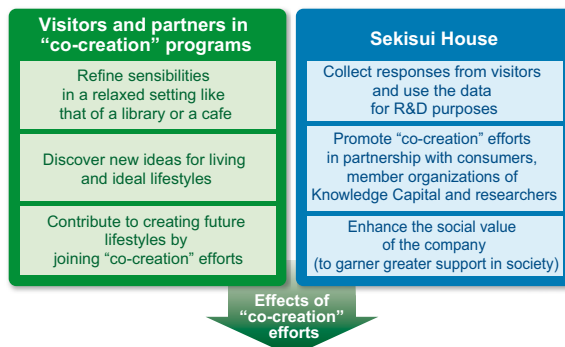 Visitors and partners in
“co-creation” programs
Refine sensibilities
in a relaxed setting like
that of a library or a cafe
Discover new ideas for living
and ideal lifestyles
Contribute to creating future
lifestyles by
joining “co-creation” efforts
Sekisui House
Collect responses from visitors
and use the data
for R&D purposes
Promote “co-creation” efforts
in partnership with consumers,
member organizations of
Knowledge Capital and researchers
Enhance the social value
of the company
(to garner greater support in society)
Effects of
“co-creation”
efforts